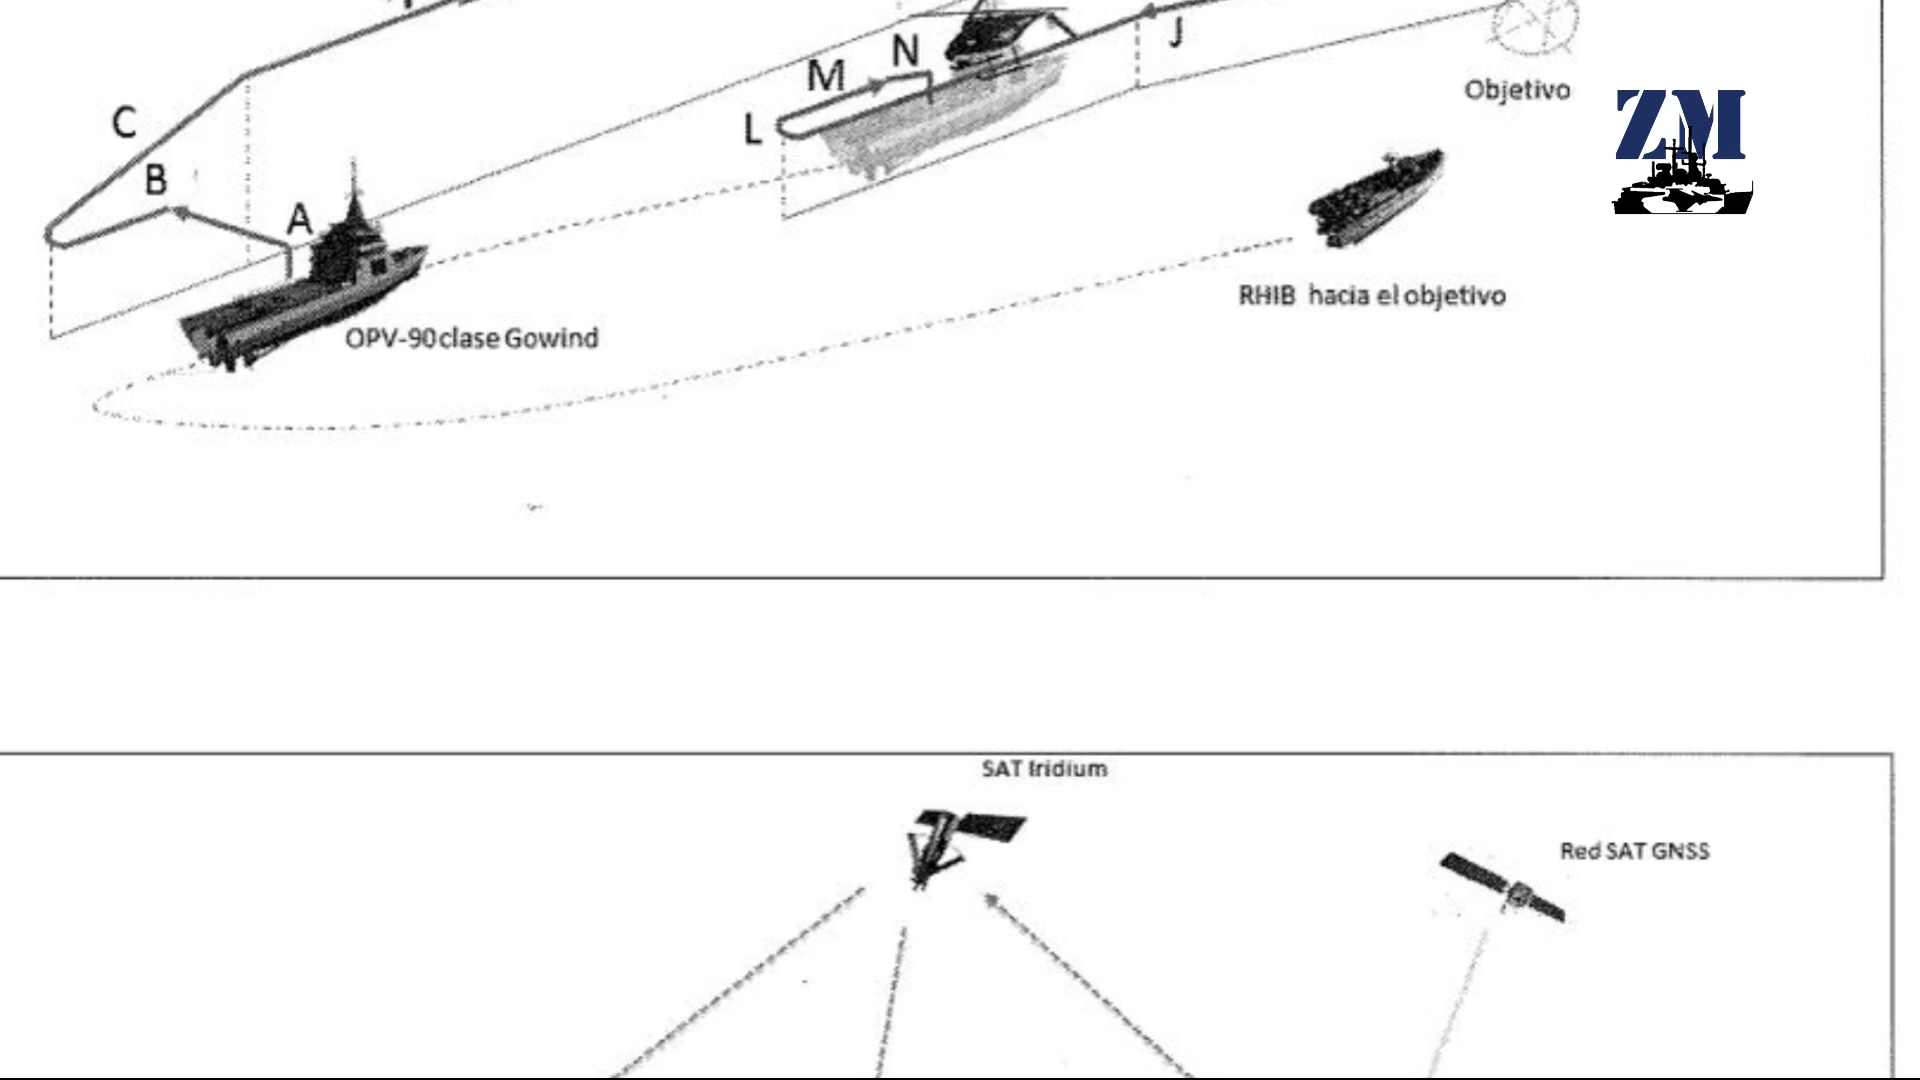 N
J
M
Objetivo
ZM
C
L
B
A
RHIB hacia el objetivo
OPV-90 clase Gowind
SAT Iridium
Red SAT GNSS